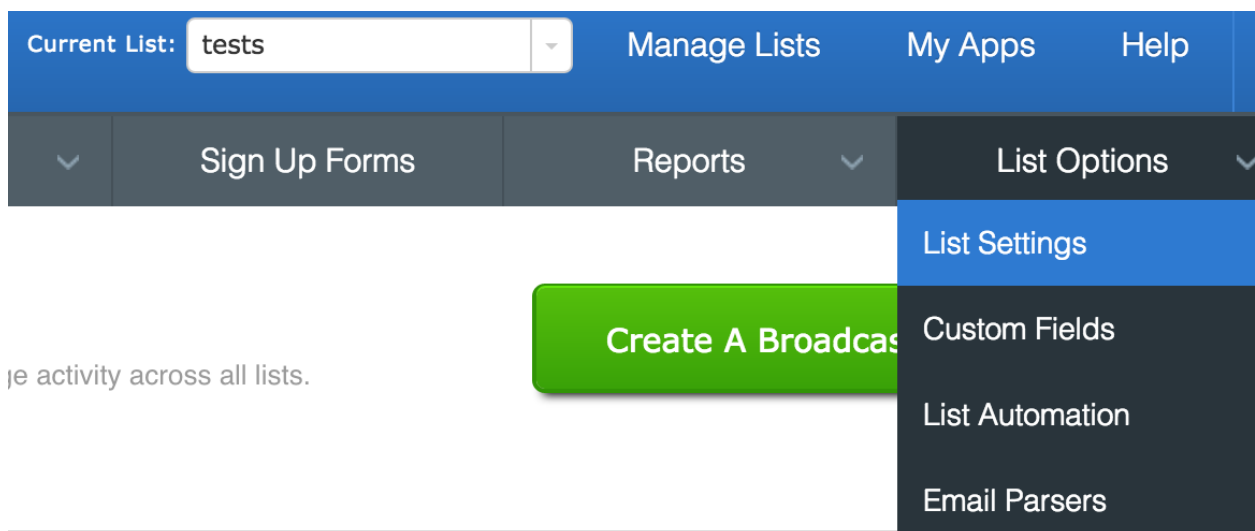 Current List: tests Manage Lists My Apps Help
Sign Up Forms Reports List Options
List Settings
Create A Broadcas Custom Fields
activity across all lists.
List Automation
Email Parsers